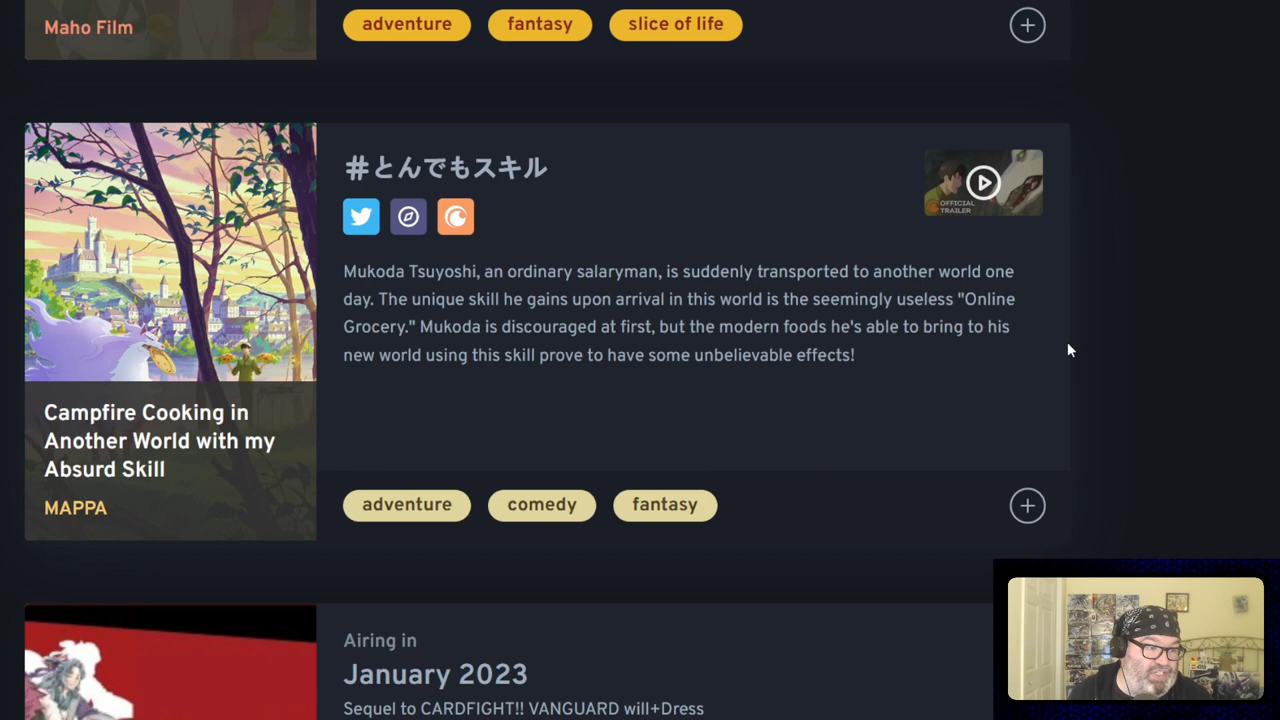 Maho Film
adventure
fantasy
slice of life
#とんでもスキル
OFFICIAL
TRAILER
Mukoda Tsuyoshi, an ordinary salaryman, is suddenly transported to another world one
day. The unique skill he gains upon arrival in this world is the seemingly useless "Online
Grocery." Mukoda is discouraged at first, but the modern foods he's able to bring to his
new world using this skill prove to have some unbelievable effects!
Campfire Cooking in
Another World with my
Absurd Skill
MAPPA
adventure
comedy
fantasy
Airing in
January 2023
Sequel to CARDFIGHT!! VANGUARD will+Dress